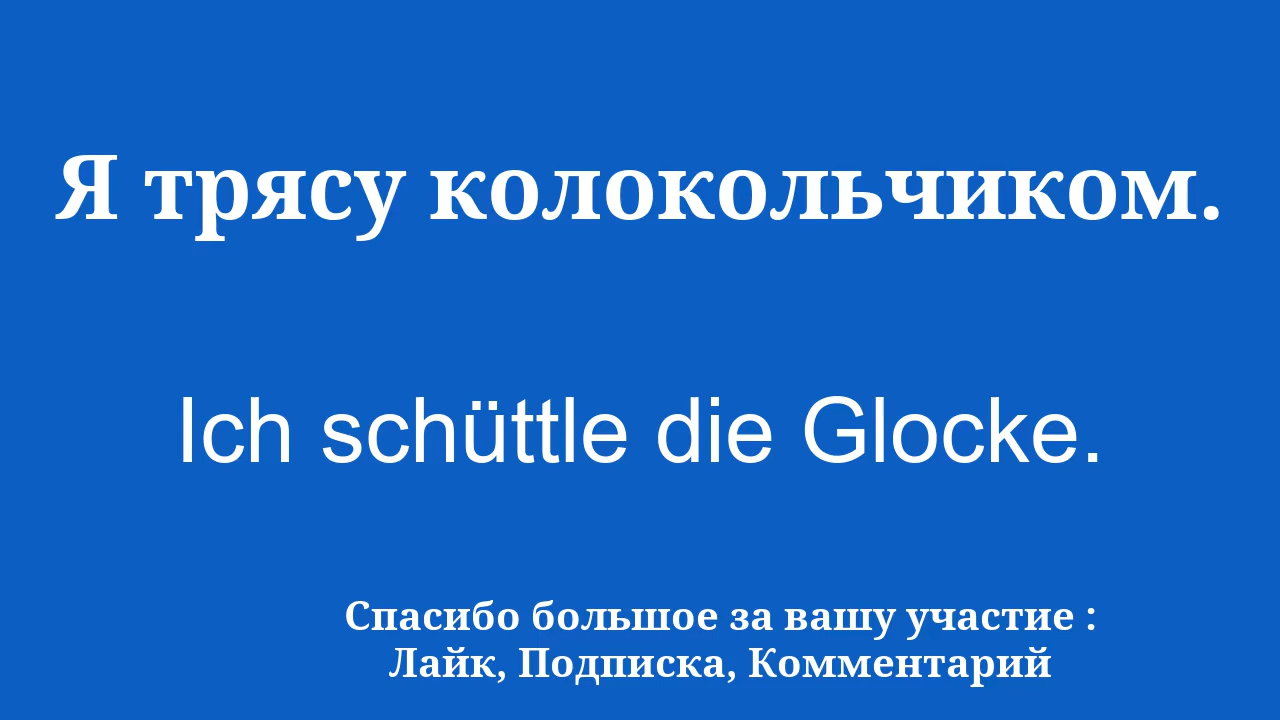 Я трясу колокольчиком.
Ich schüttle die Glocke.
Спасибо большое за вашу участие :
Лайк, Подписка, Комментарий